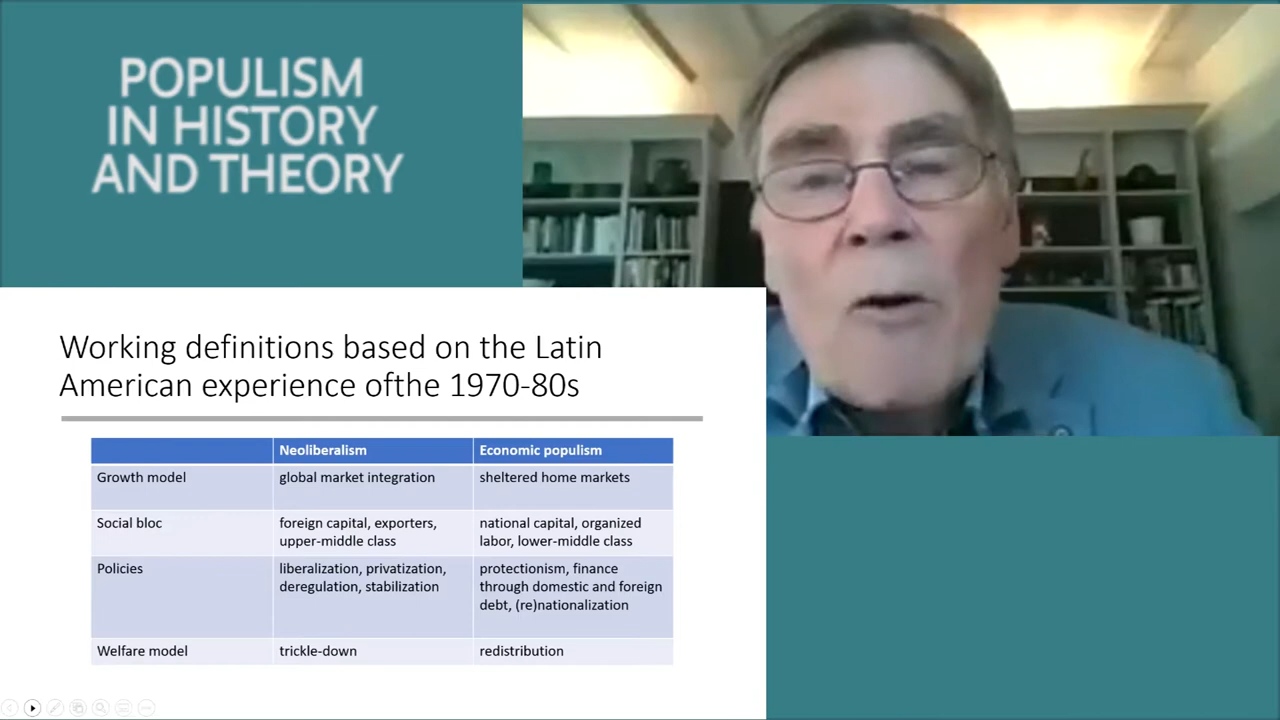 POPULISM
IN HISTORY
AND THEORY
Working definitions based on the Latin
American experience ofthe 1970-80s
Neoliberalism
Economic populism
Growth model
global market integration
sheltered home markets
Social bloc
foreign capital, exporters,
upper-middle class
national capital, organized
labor, lower-middle class
Policies
liberalization, privatization,
deregulation, stabilization
protectionism, finance
through domestic and foreign
debt, (re)nationalization
Welfare model
trickle-down
redistribution